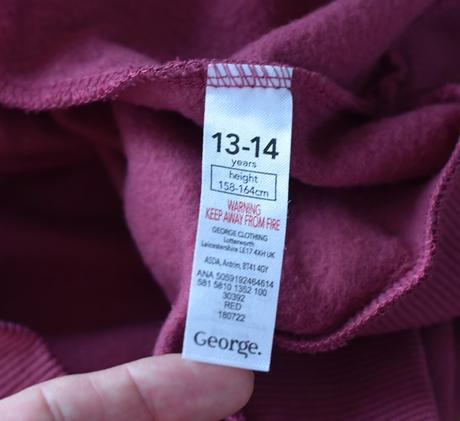 13-14
years
height
158-164cm
WARNING
KEEP AWAY FROM FIRE
GEORGE CLOTHING
Lutterworth
Leicestershire LE17 4XH UK
ASDA, Antrim, BT41 4GY
ANA 5059192464614
581 5810 1352 100
30392
RED
180722
George.